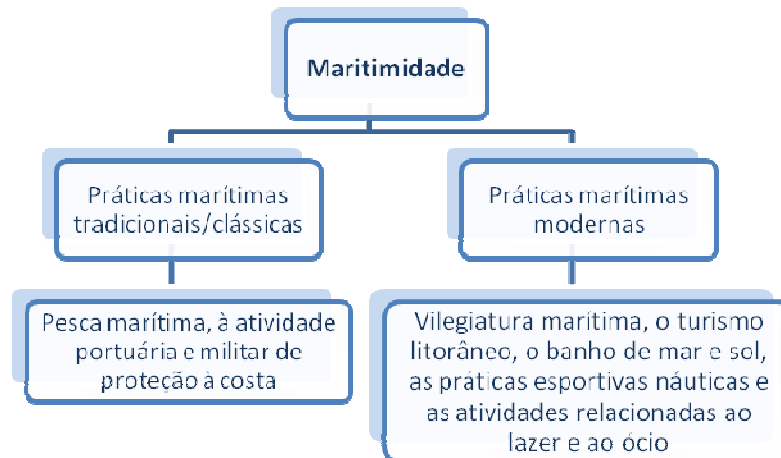 Maritimidade
Práticas marítimas
tradicionais/clássicas
Práticas marítimas
modernas
Pesca marítima, à atividade
portuária e militar de
proteção à costa
Vilegiatura marítima, o turismo
litorâneo, o banho de mar e sol,
as práticas esportivas náuticas e
as atividades relacionadas ao
lazer e ao ócio